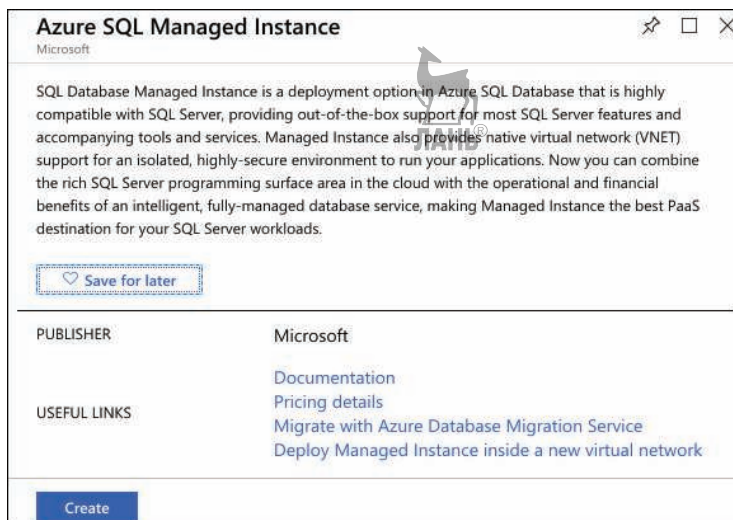 Azure SQL Managed Instance
Microsoft
SQL Database Managed Instance is a deployment option in Azure SQL Database that is highly
compatible with SQL Server, providing out-of-the-box support for most SQL Server features and
accompanying tools and services. Managed Instance also provides native virtual network (VNET)
support for an isolated, highly-secure environment to run your applications. Now you can combine
the rich SQL Server programming surface area in the cloud with the operational and financial
benefits of an intelligent, fully-managed database service, making Managed Instance the best PaaS
destination for your SQL Server workloads.
ЛАНЬ®
Save for later
PUBLISHER
Microsoft
USEFUL LINKS
Documentation
Pricing details
Migrate with Azure Database Migration Service
Deploy Managed Instance inside a new virtual network
Create